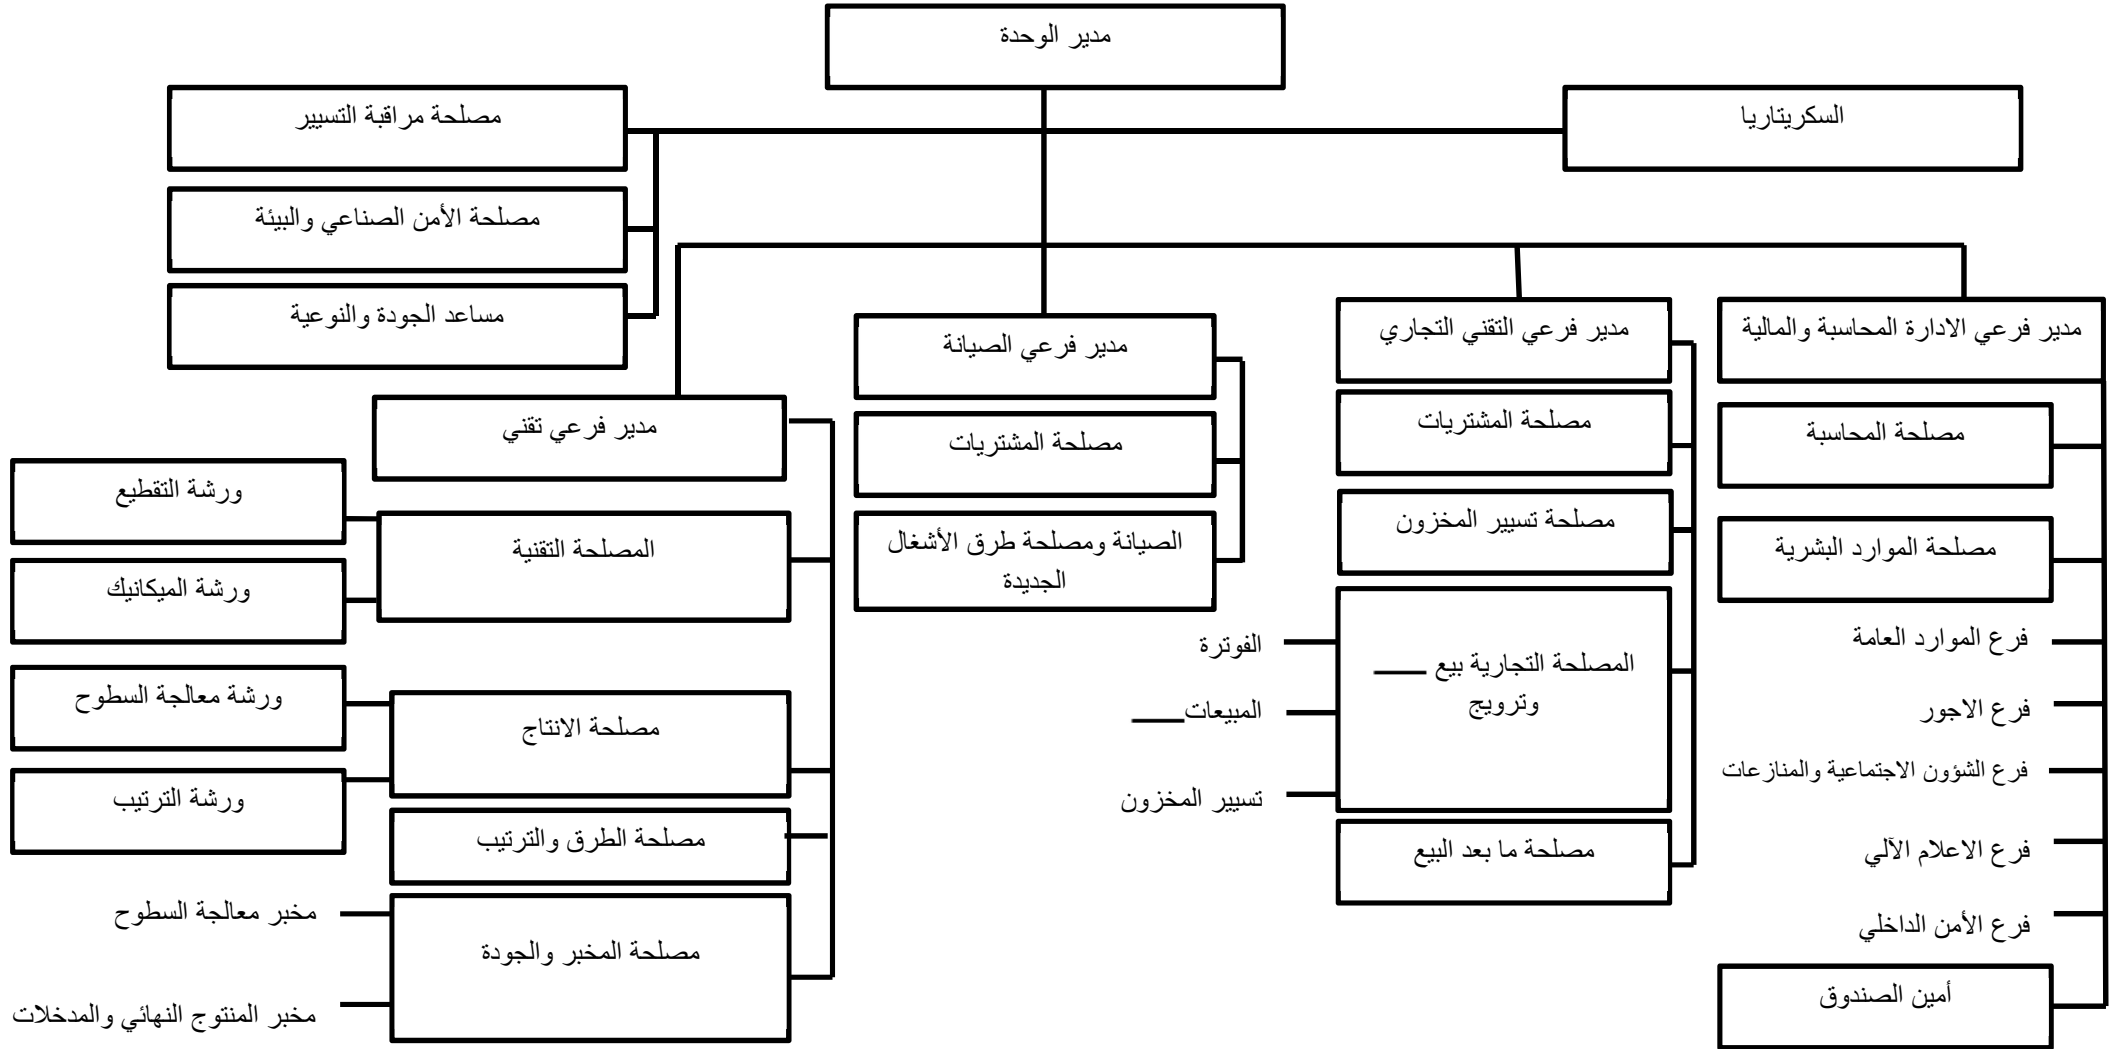 مدير الوحدة
السكريتاريا
مصلحة مراقبة التسيير
مصلحة الأمن الصناعي والبيئة
مساعد الجودة والنوعية
مدير فرعي الادارة المحاسبة والمالية
مصلحة المحاسبة
مصلحة الموارد البشرية
فرع الموارد العامة
فرع الاجور
فرع الشؤون الاجتماعية والمنازعات
فرع الاعلام الآلي
فرع الأمن الداخلي
أمين الصندوق
مدير فرعي التقني التجاري
مصلحة المشتريات
مصلحة تسيير المخزون
المصلحة التجارية بيع ____
وترويج
الفوترة
المبيعات____
تسيير المخزون
مصلحة ما بعد البيع
مدير فرعي الصيانة
مصلحة المشتريات
الصيانة ومصلحة طرق الأشغال
الجديدة
مدير فرعي تقني
المصلحة التقنية
ورشة التقطيع
ورشة الميكانيك
مصلحة الانتاج
ورشة معالجة السطوح
ورشة الترتيب
مصلحة الطرق والترتيب
مصلحة المخبر والجودة
مخبر معالجة السطوح
مخبر المنتوج النهائي والمدخلات